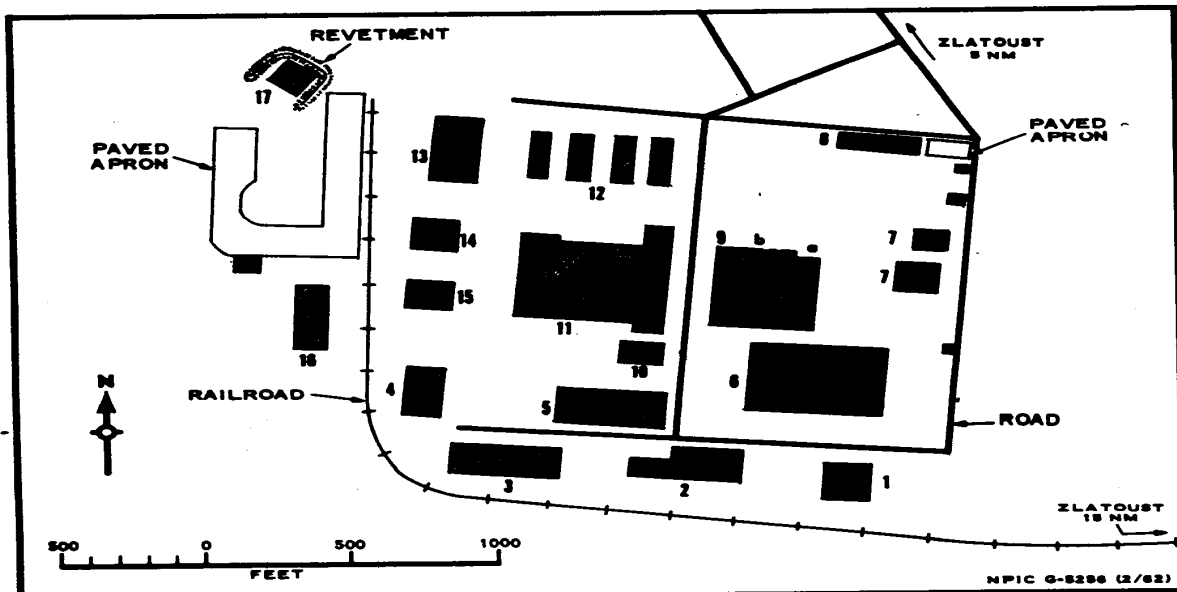 REVETMENT
ZLATOUST
5 NM
17
PAVED
APRON
8
PAVED
APRON
13
12
14
9 b a
7
7
15
11
16
10
6
N
4
RAILROAD
5
ROAD
3
2
1
ZLATOUST
15 NM
500 0 500 1000
FEET
NPIC G-5256 (2/62)